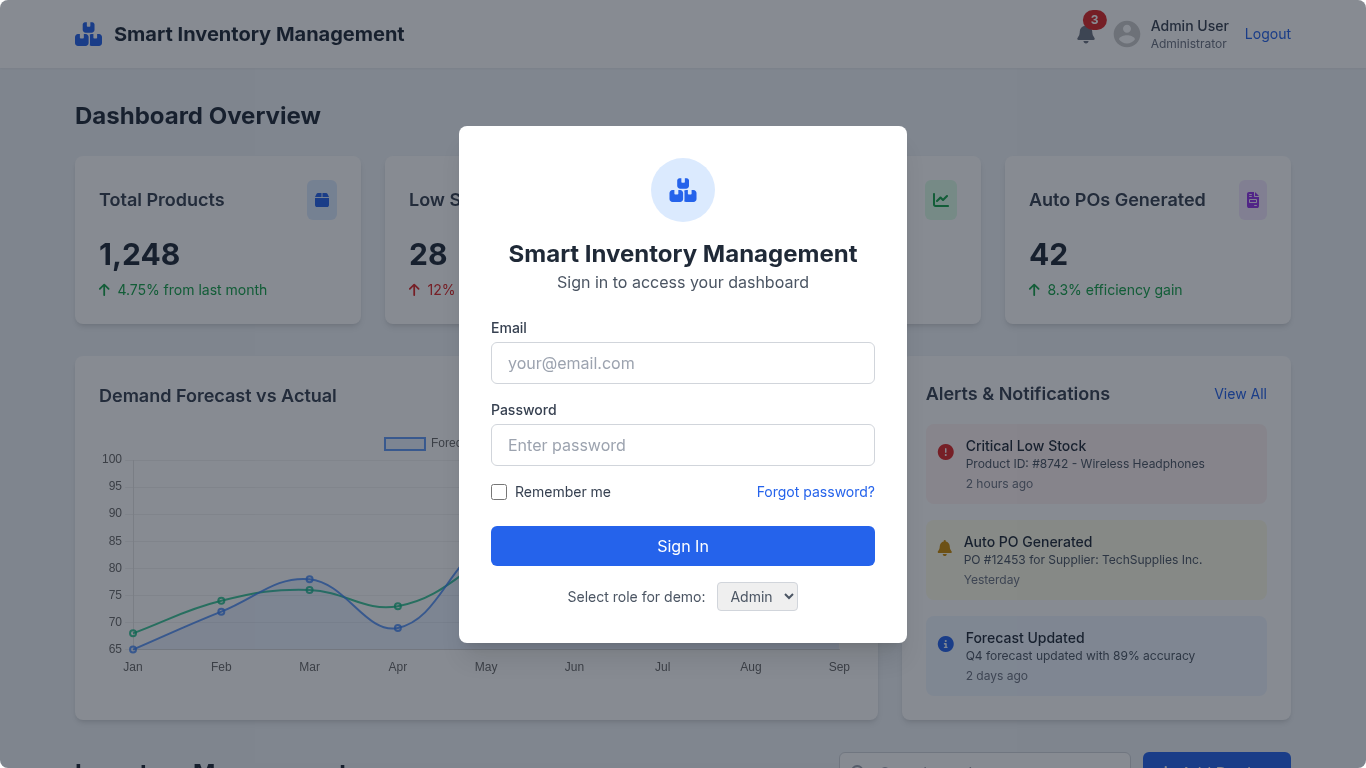 Smart Inventory Management
3
Admin User
Administrator
Logout
Dashboard Overview
Total Products
1,248
4.75% from last month
Low S
28
12%
Auto POs Generated
42
8.3% efficiency gain
Demand Forecast vs Actual
Forec
100
95
90
85
80
75
70
65
Jan Feb Mar Apr May Jun Jul Aug Sep
Alerts & Notifications
View All
Critical Low Stock
Product ID: #8742 - Wireless Headphones
2 hours ago
Auto PO Generated
PO #12453 for Supplier: TechSupplies Inc.
Yesterday
Forecast Updated
Q4 forecast updated with 89% accuracy
2 days ago
Smart Inventory Management
Sign in to access your dashboard
Email
your@email.com
Password
Enter password
Remember me
Forgot password?
Sign In
Select role for demo:
Admin